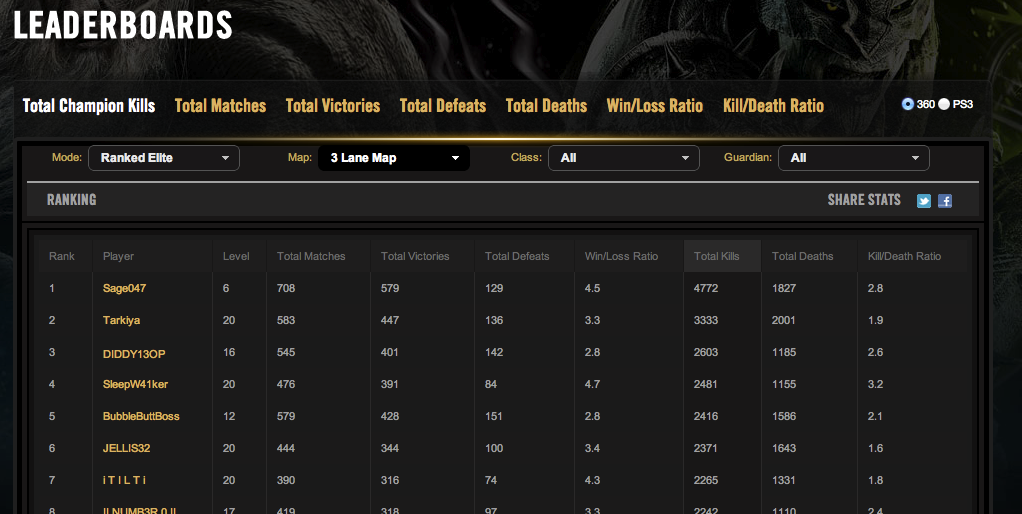 LEADERBOARDS
Total Champion Kills Total Matches Total Victories Total Defeats Total Deaths Win/Loss Ratio Kill/Death Ratio 360 PS3
Mode: Ranked Elite Map: 3 Lane Map Class: All Guardian: All
RANKING SHARE STATS
Rank Player Level Total Matches Total Victories Total Defeats Win/Loss Ratio Total Kills Total Deaths Kill/Death Ratio
1 Sage047 6 708 579 129 4.5 4772 1827 2.8
2 Tarkiya 20 583 447 136 3.3 3333 2001 1.9
3 DIDDY13OP 16 545 401 142 2.8 2603 1185 2.6
4 SleepW41ker 20 476 391 84 4.7 2481 1155 3.2
5 BubbleButtBoss 12 579 428 151 2.8 2416 1586 2.1
6 JELLIS32 20 444 344 100 3.4 2371 1643 1.6
7 i T I L T i 20 390 316 74 4.3 2265 1331 1.8
8 17 419 318 97 3.3 2242 1110 2.4